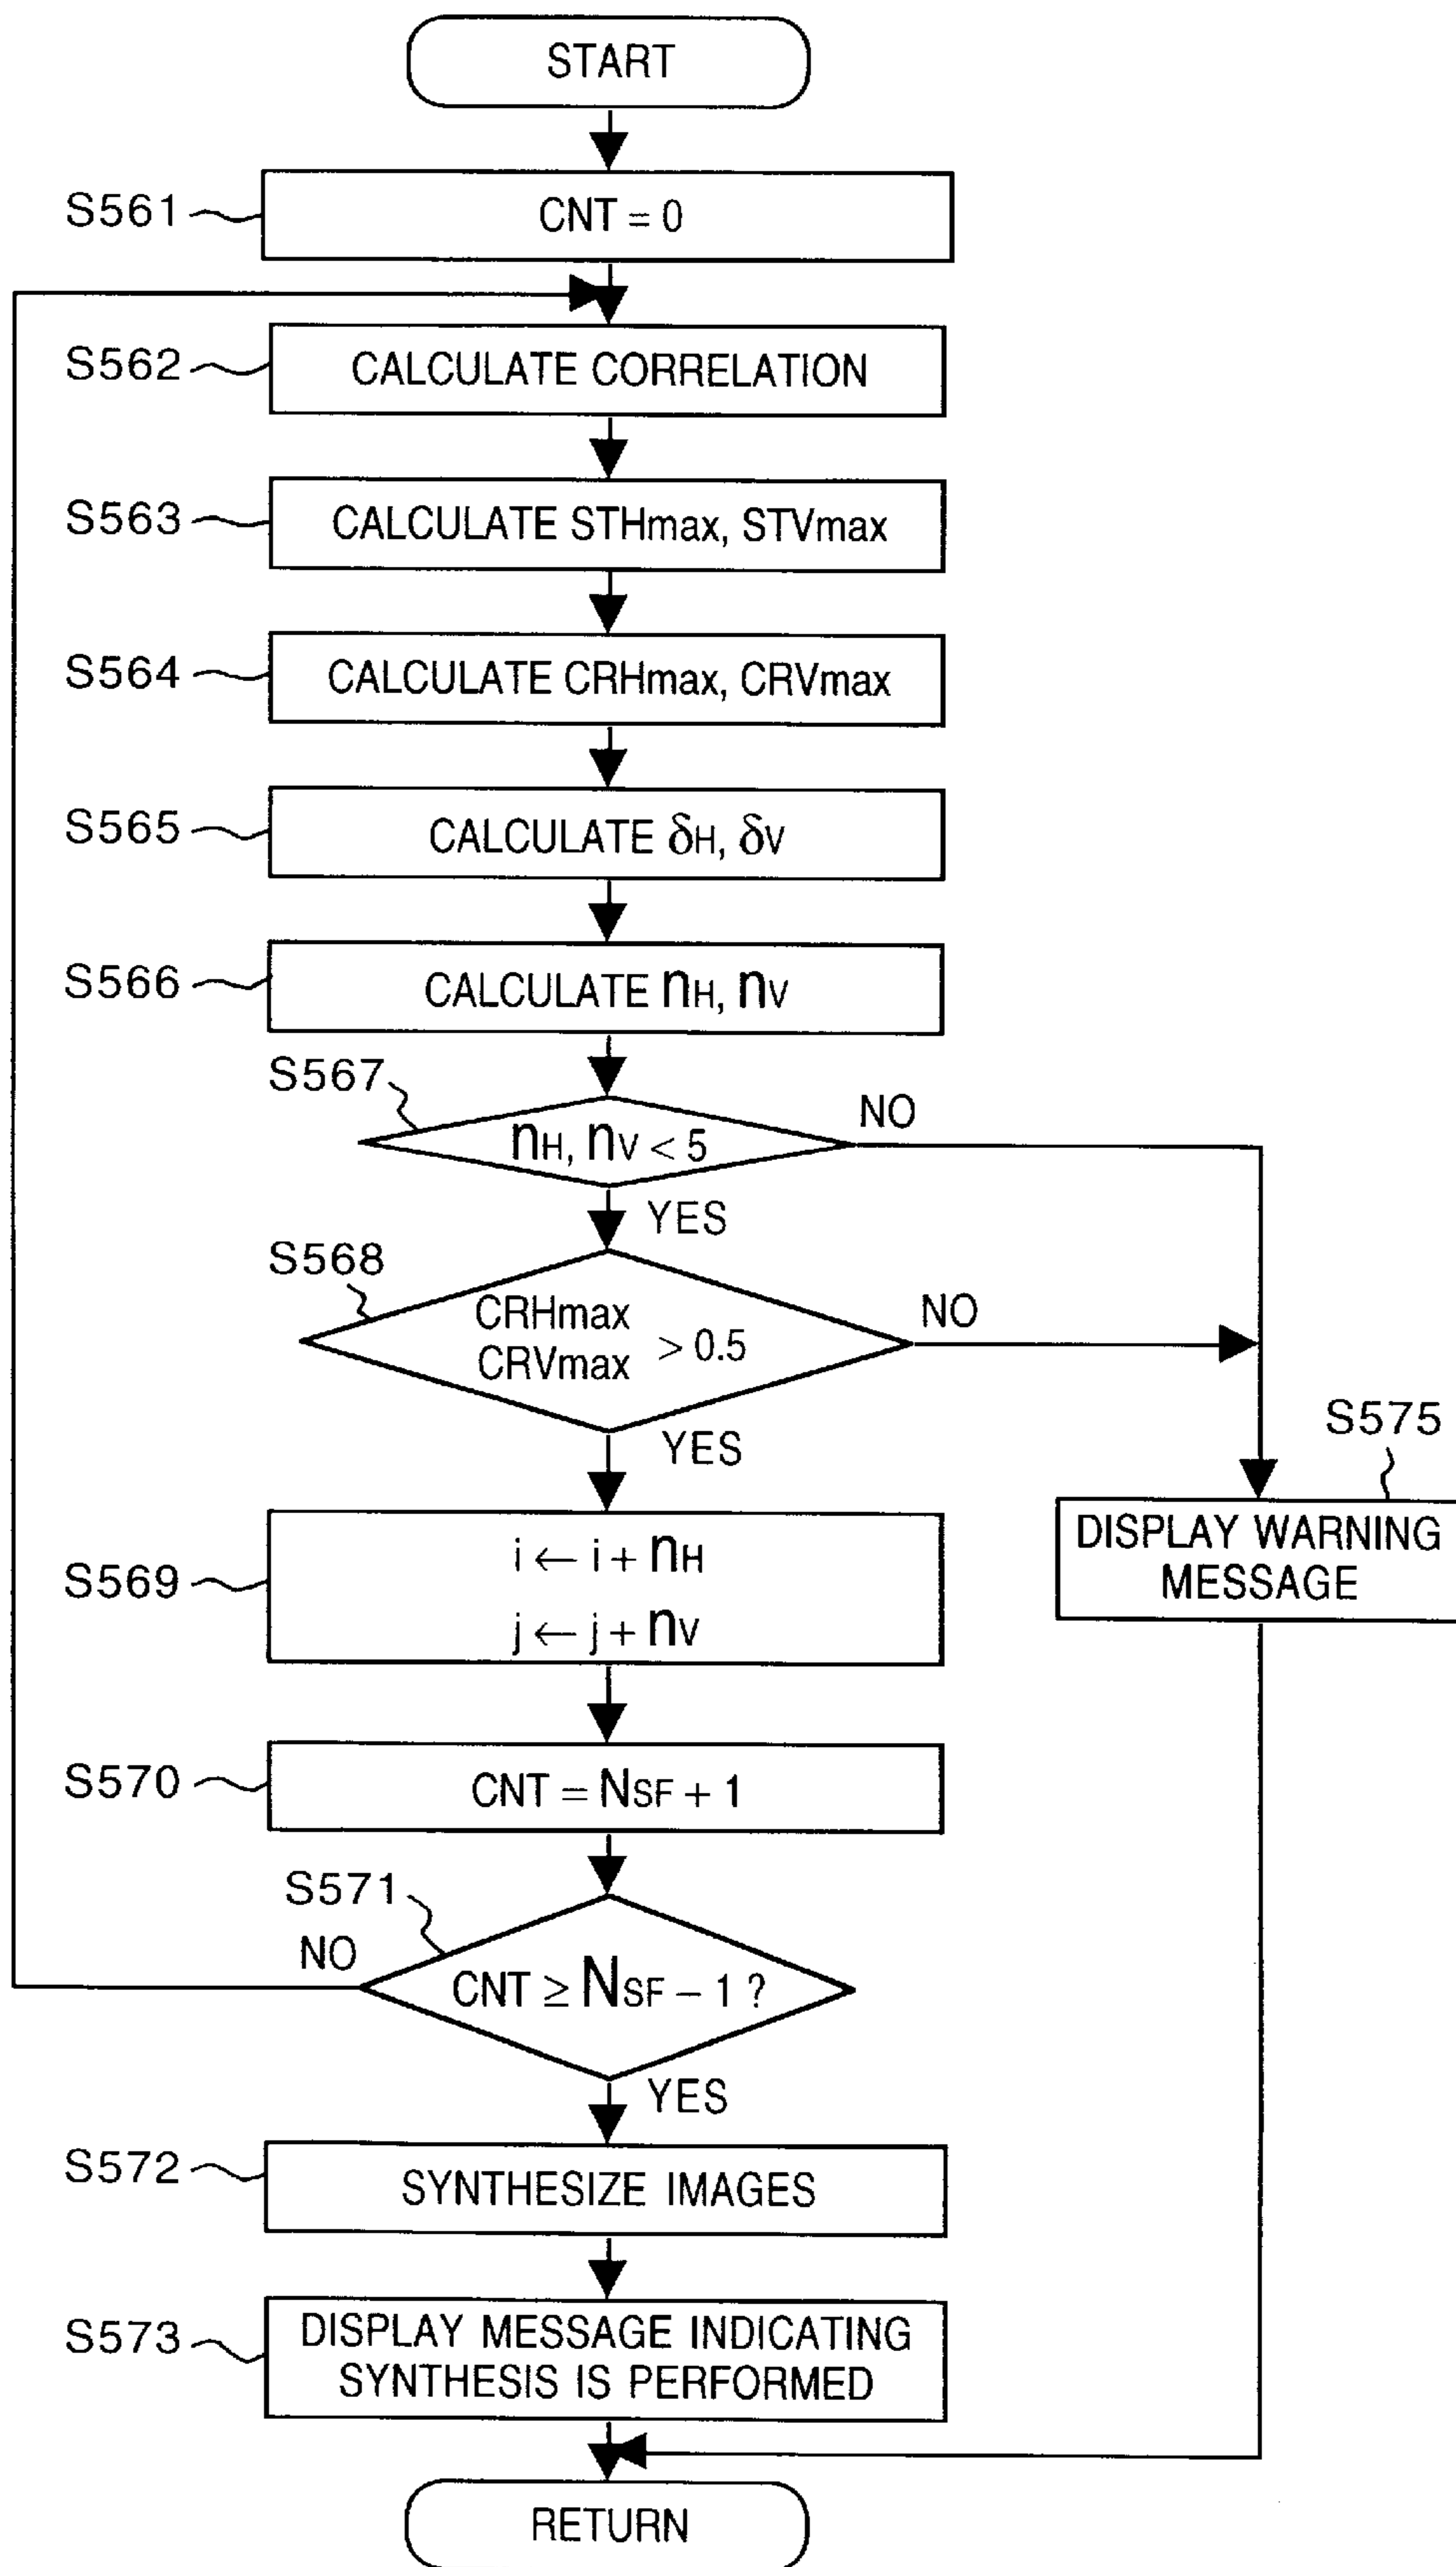 START
S561
CNT = 0
S562
CALCULATE CORRELATION
S563
CALCULATE STHmax, STVmax
S564
CALCULATE CRHmax, CRVmax
S565
CALCULATE δH, δV
S566
CALCULATE nH, nV
S567
nH, nV < 5
NO
YES
S568
CRHmax
CRVmax
> 0.5
NO
YES
S575
DISPLAY WARNING
MESSAGE
S569
i ← i + nH
j ← j + nV
S570
CNT = NSF + 1
S571
NO
CNT ≥ NSF − 1 ?
YES
S572
SYNTHESIZE IMAGES
S573
DISPLAY MESSAGE INDICATING
SYNTHESIS IS PERFORMED
RETURN